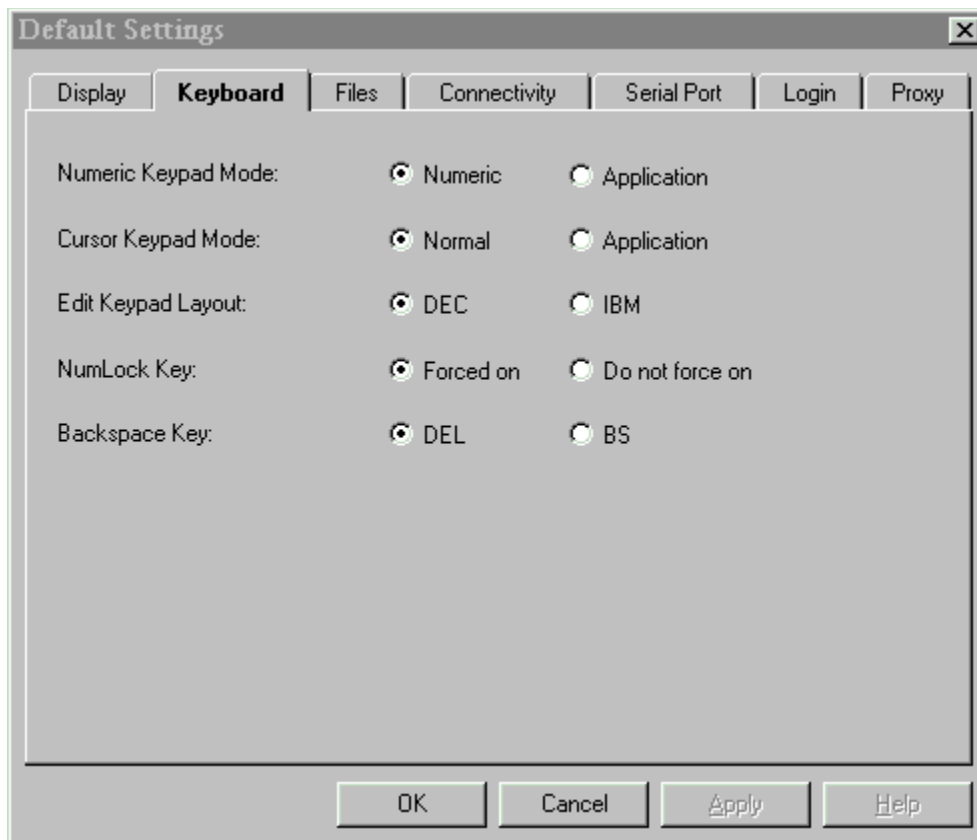 Default Settings
Display Keyboard Files Connectivity Serial Port Login Proxy
Numeric Keypad Mode: Numeric Application
Cursor Keypad Mode: Normal Application
Edit Keypad Layout: DEC IBM
NumLock Key: Forced on Do not force on
Backspace Key: DEL BS
OK Cancel Apply Help